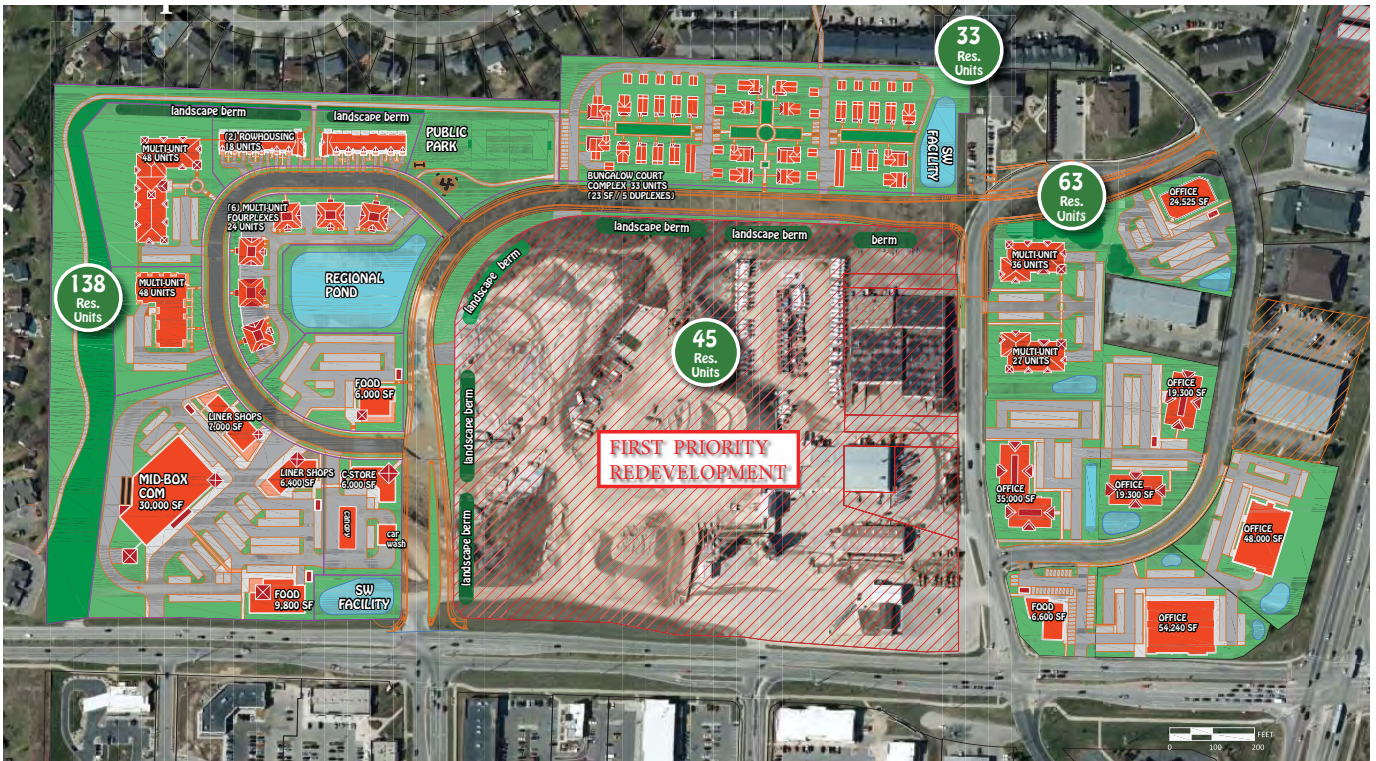 33
Res.
Units
landscape berm
landscape berm
(2) ROWHOUSING
18 UNITS
PUBLIC
PARK
MULTI-UNIT
48 UNITS
SW
FACILITY
BUNGALOW COURT
COMPLEX 33 UNITS
(23 SF / 5 DUPLEXES)
63
Res.
Units
OFFICE
24,525 SF
(6) MULTI-UNIT
FOURPLEXES
24 UNITS
landscape berm
landscape berm
berm
landscape berm
MULTI-UNIT
36 UNITS
138
Res.
Units
MULTI-UNIT
48 UNITS
REGIONAL
POND
45
Res.
Units
MULTI-UNIT
27 UNITS
FOOD
6,000 SF
OFFICE
19,300 SF
LINER SHOPS
7,000 SF
landscape berm
FIRST PRIORITY
REDEVELOPMENT
MID-BOX
COM
30,000 SF
LINER SHOPS
6,400 SF
C-STORE
6,000 SF
OFFICE
35,000 SF
OFFICE
19,300 SF
canopy
car
wash
landscape berm
OFFICE
48,000 SF
FOOD
9,800 SF
SW
FACILITY
FOOD
6,600 SF
OFFICE
54,240 SF
FEET
0 100 200